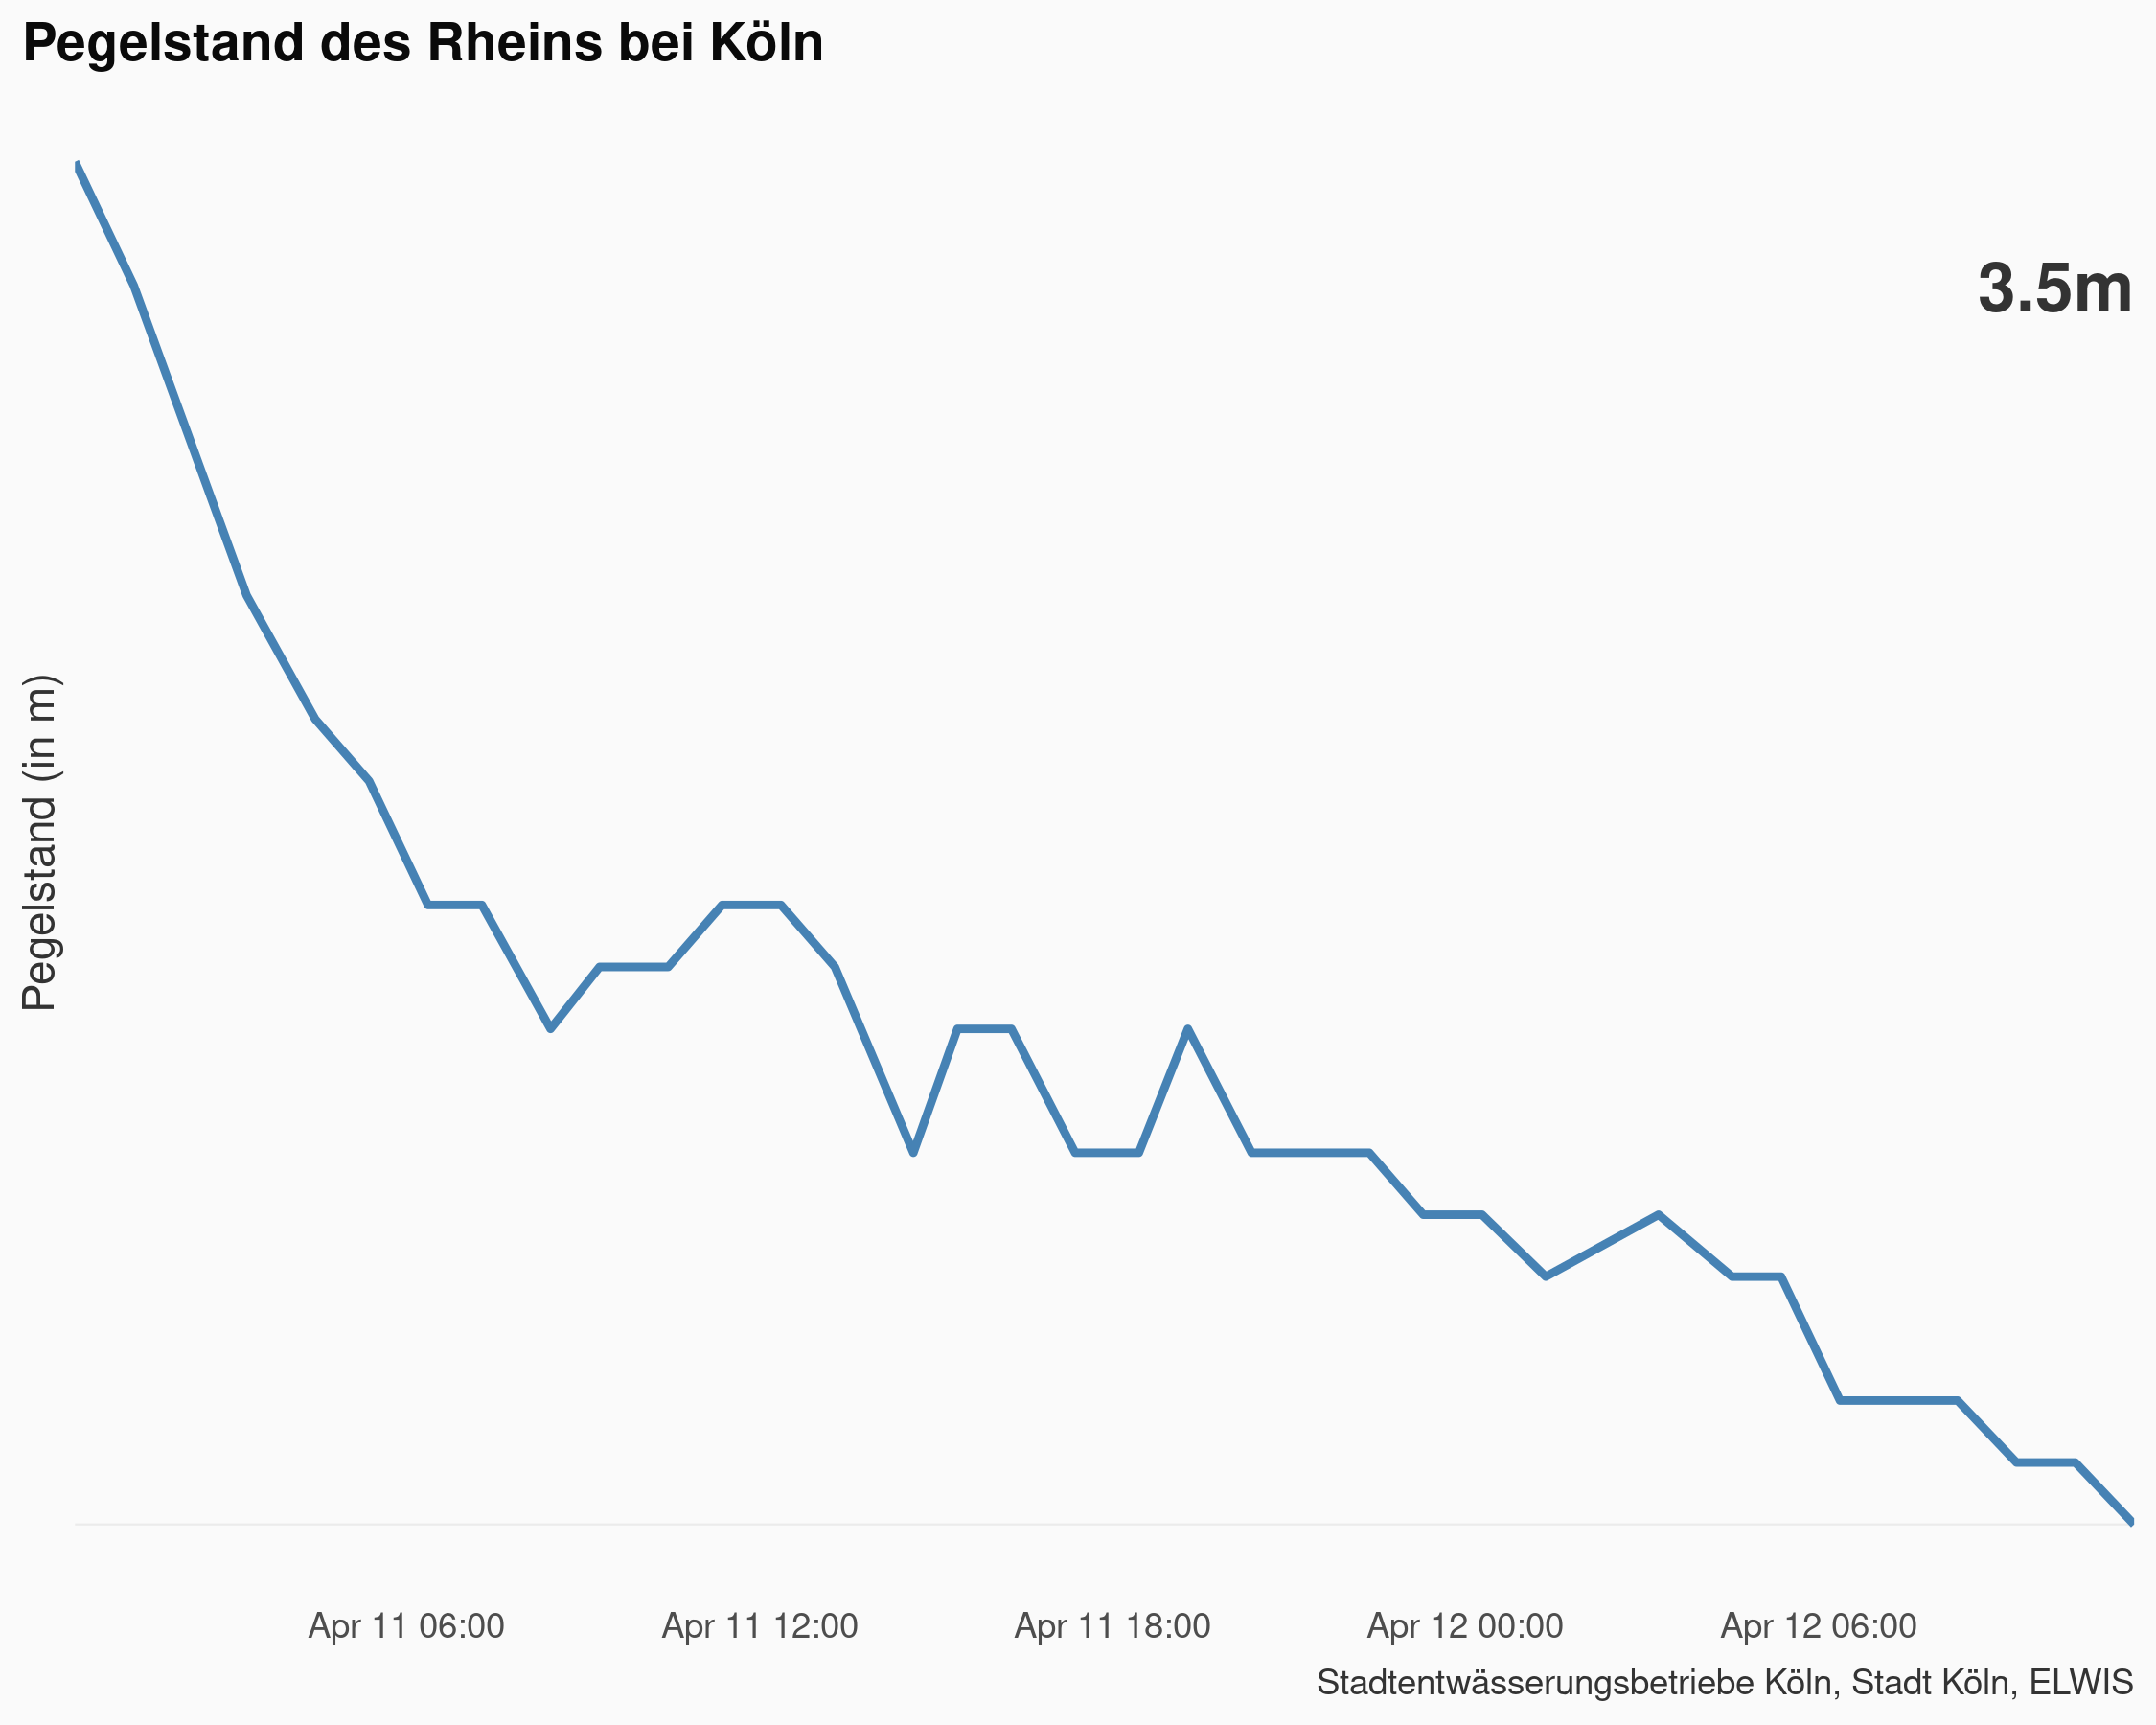 Pegelstand des Rheins bei Köln
3.5m
Pegelstand (in m)
Apr 11 06:00 Apr 11 12:00 Apr 11 18:00 Apr 12 00:00 Apr 12 06:00
Stadtentwässerungsbetriebe Köln, Stadt Köln, ELWIS